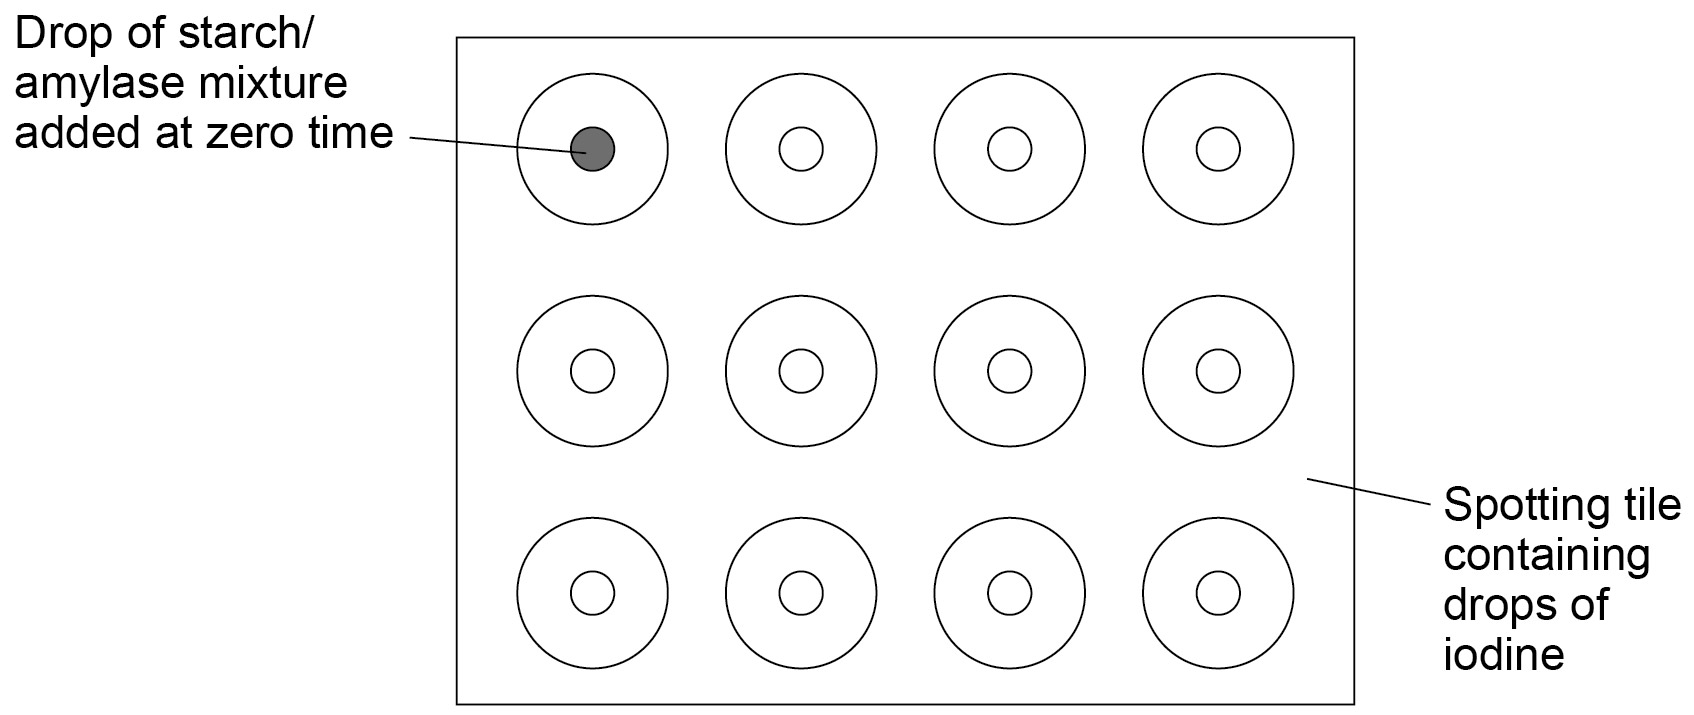 Drop of starch/
amylase mixture
added at zero time
Spotting tile
containing
drops of
iodine